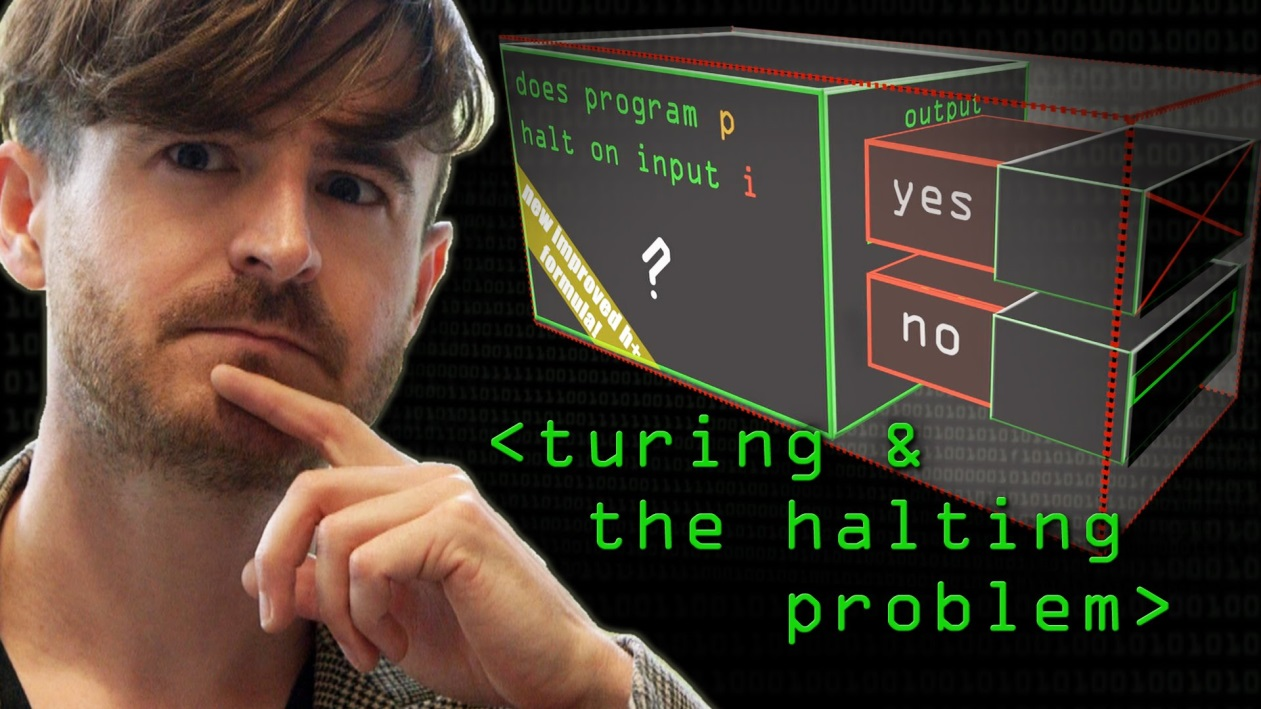 does program p
halt on input i
?
new improved h+
formula!
output
yes
no
<turing &
the halting
problem>